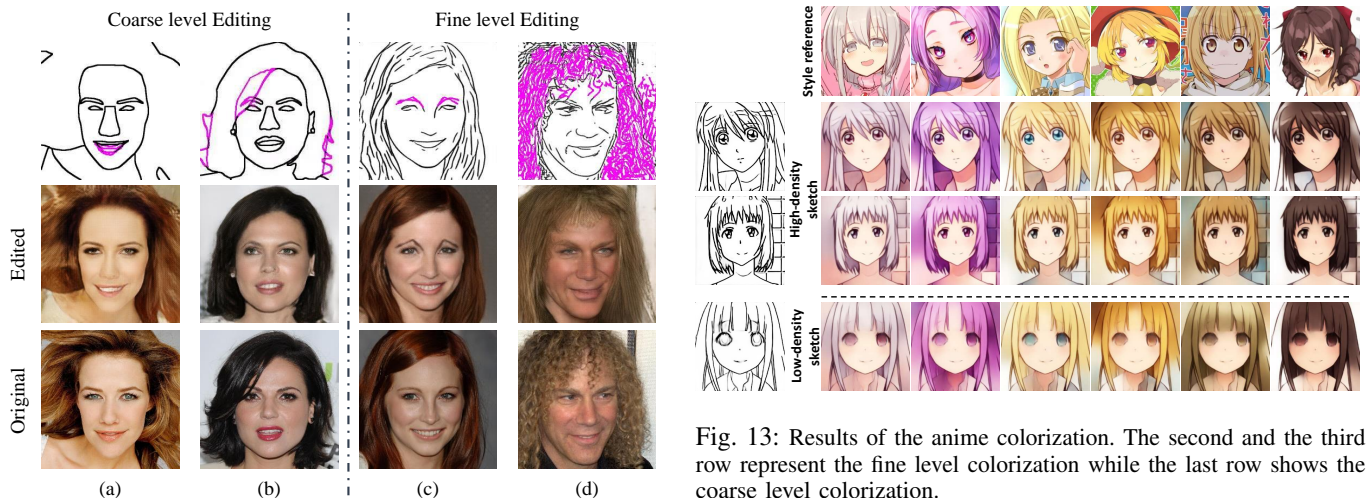 Coarse level Editing
Fine level Editing
Edited
Original
(a)
(b)
(c)
(d)
Style reference
High-density
sketch
Low-density
sketch
Fig. 13: Results of the anime colorization. The second and the third
row represent the fine level colorization while the last row shows the
coarse level colorization.